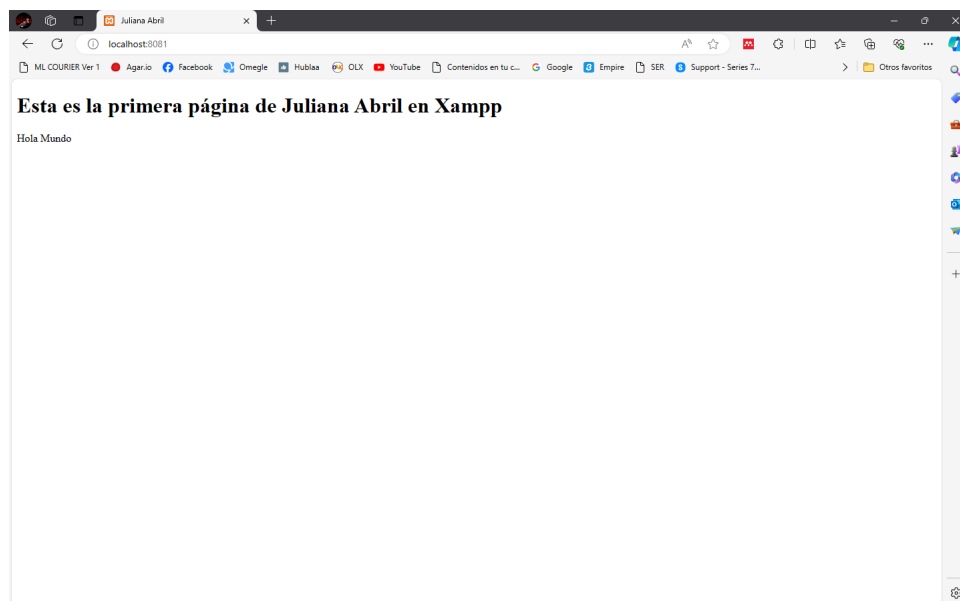 Juliana Abril
localhost:8081
ML COURIER Ver 1 Agar.io Facebook Omegle Hublaa OLX YouTube Contenidos en tu c... Google Empire SER Support - Series 7... Otros favoritos
Esta es la primera página de Juliana Abril en Xampp
Hola Mundo